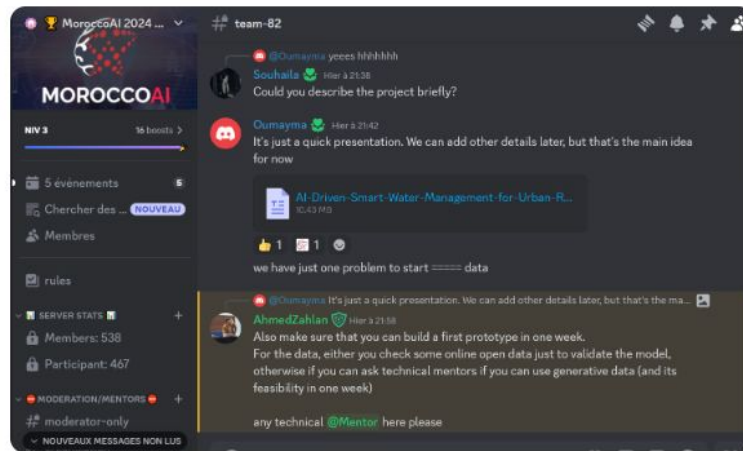 MoroccoAI 2024 ...
MOROCCOAI
NIV 3
16 boosts >
5 événements
5
Chercher des ...
NOUVEAU
Membres
rules
SERVER STATS
Members: 538
Participant: 467
MODERATION/MENTORS
moderator-only
NOUVEAUX MESSAGES NON LUS
team-82
@Oumayma yeees hhhhhhh
Souhaila Hier à 21:38
Could you describe the project briefly?
Oumayma Hier à 21:42
It's just a quick presentation. We can add other details later, but that's the main idea
for now
AI-Driven-Smart-Water-Management-for-Urban-R...
10.43 MB
1
1
we have just one problem to start ===== data
@Oumayma It's just a quick presentation. We can add other details later, but that's the ma...
AhmedZahlan Hier à 21:58
Also make sure that you can build a first prototype in one week.
For the data, either you check some online open data just to validate the model,
otherwise if you can ask technical mentors if you can use generative data (and its
feasibility in one week)
any technical @Mentor here please